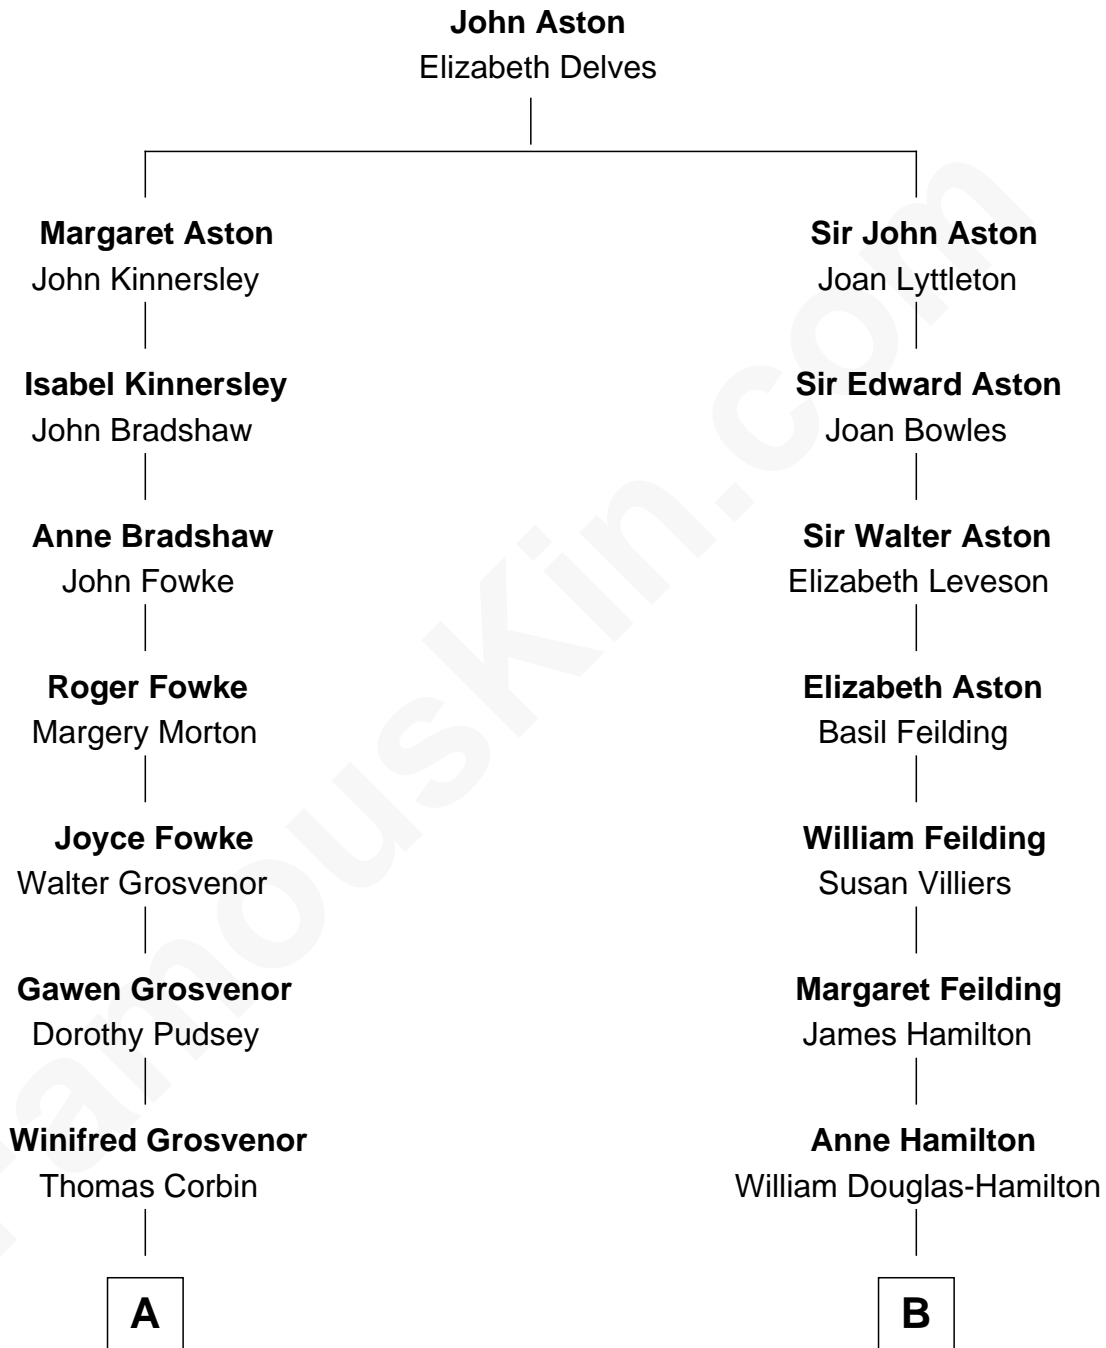 John Aston
Elizabeth Delves
Margaret Aston
John Kinnersley
Sir John Aston
Joan Lyttleton
Isabel Kinnersley
John Bradshaw
Sir Edward Aston
Joan Bowles
Anne Bradshaw
John Fowke
Sir Walter Aston
Elizabeth Leveson
Roger Fowke
Margery Morton
Elizabeth Aston
Basil Feilding
Joyce Fowke
Walter Grosvenor
William Feilding
Susan Villiers
Gawen Grosvenor
Dorothy Pudsey
Margaret Feilding
James Hamilton
Winifred Grosvenor
Thomas Corbin
Anne Hamilton
William Douglas-Hamilton
A
B
FamousKin.com